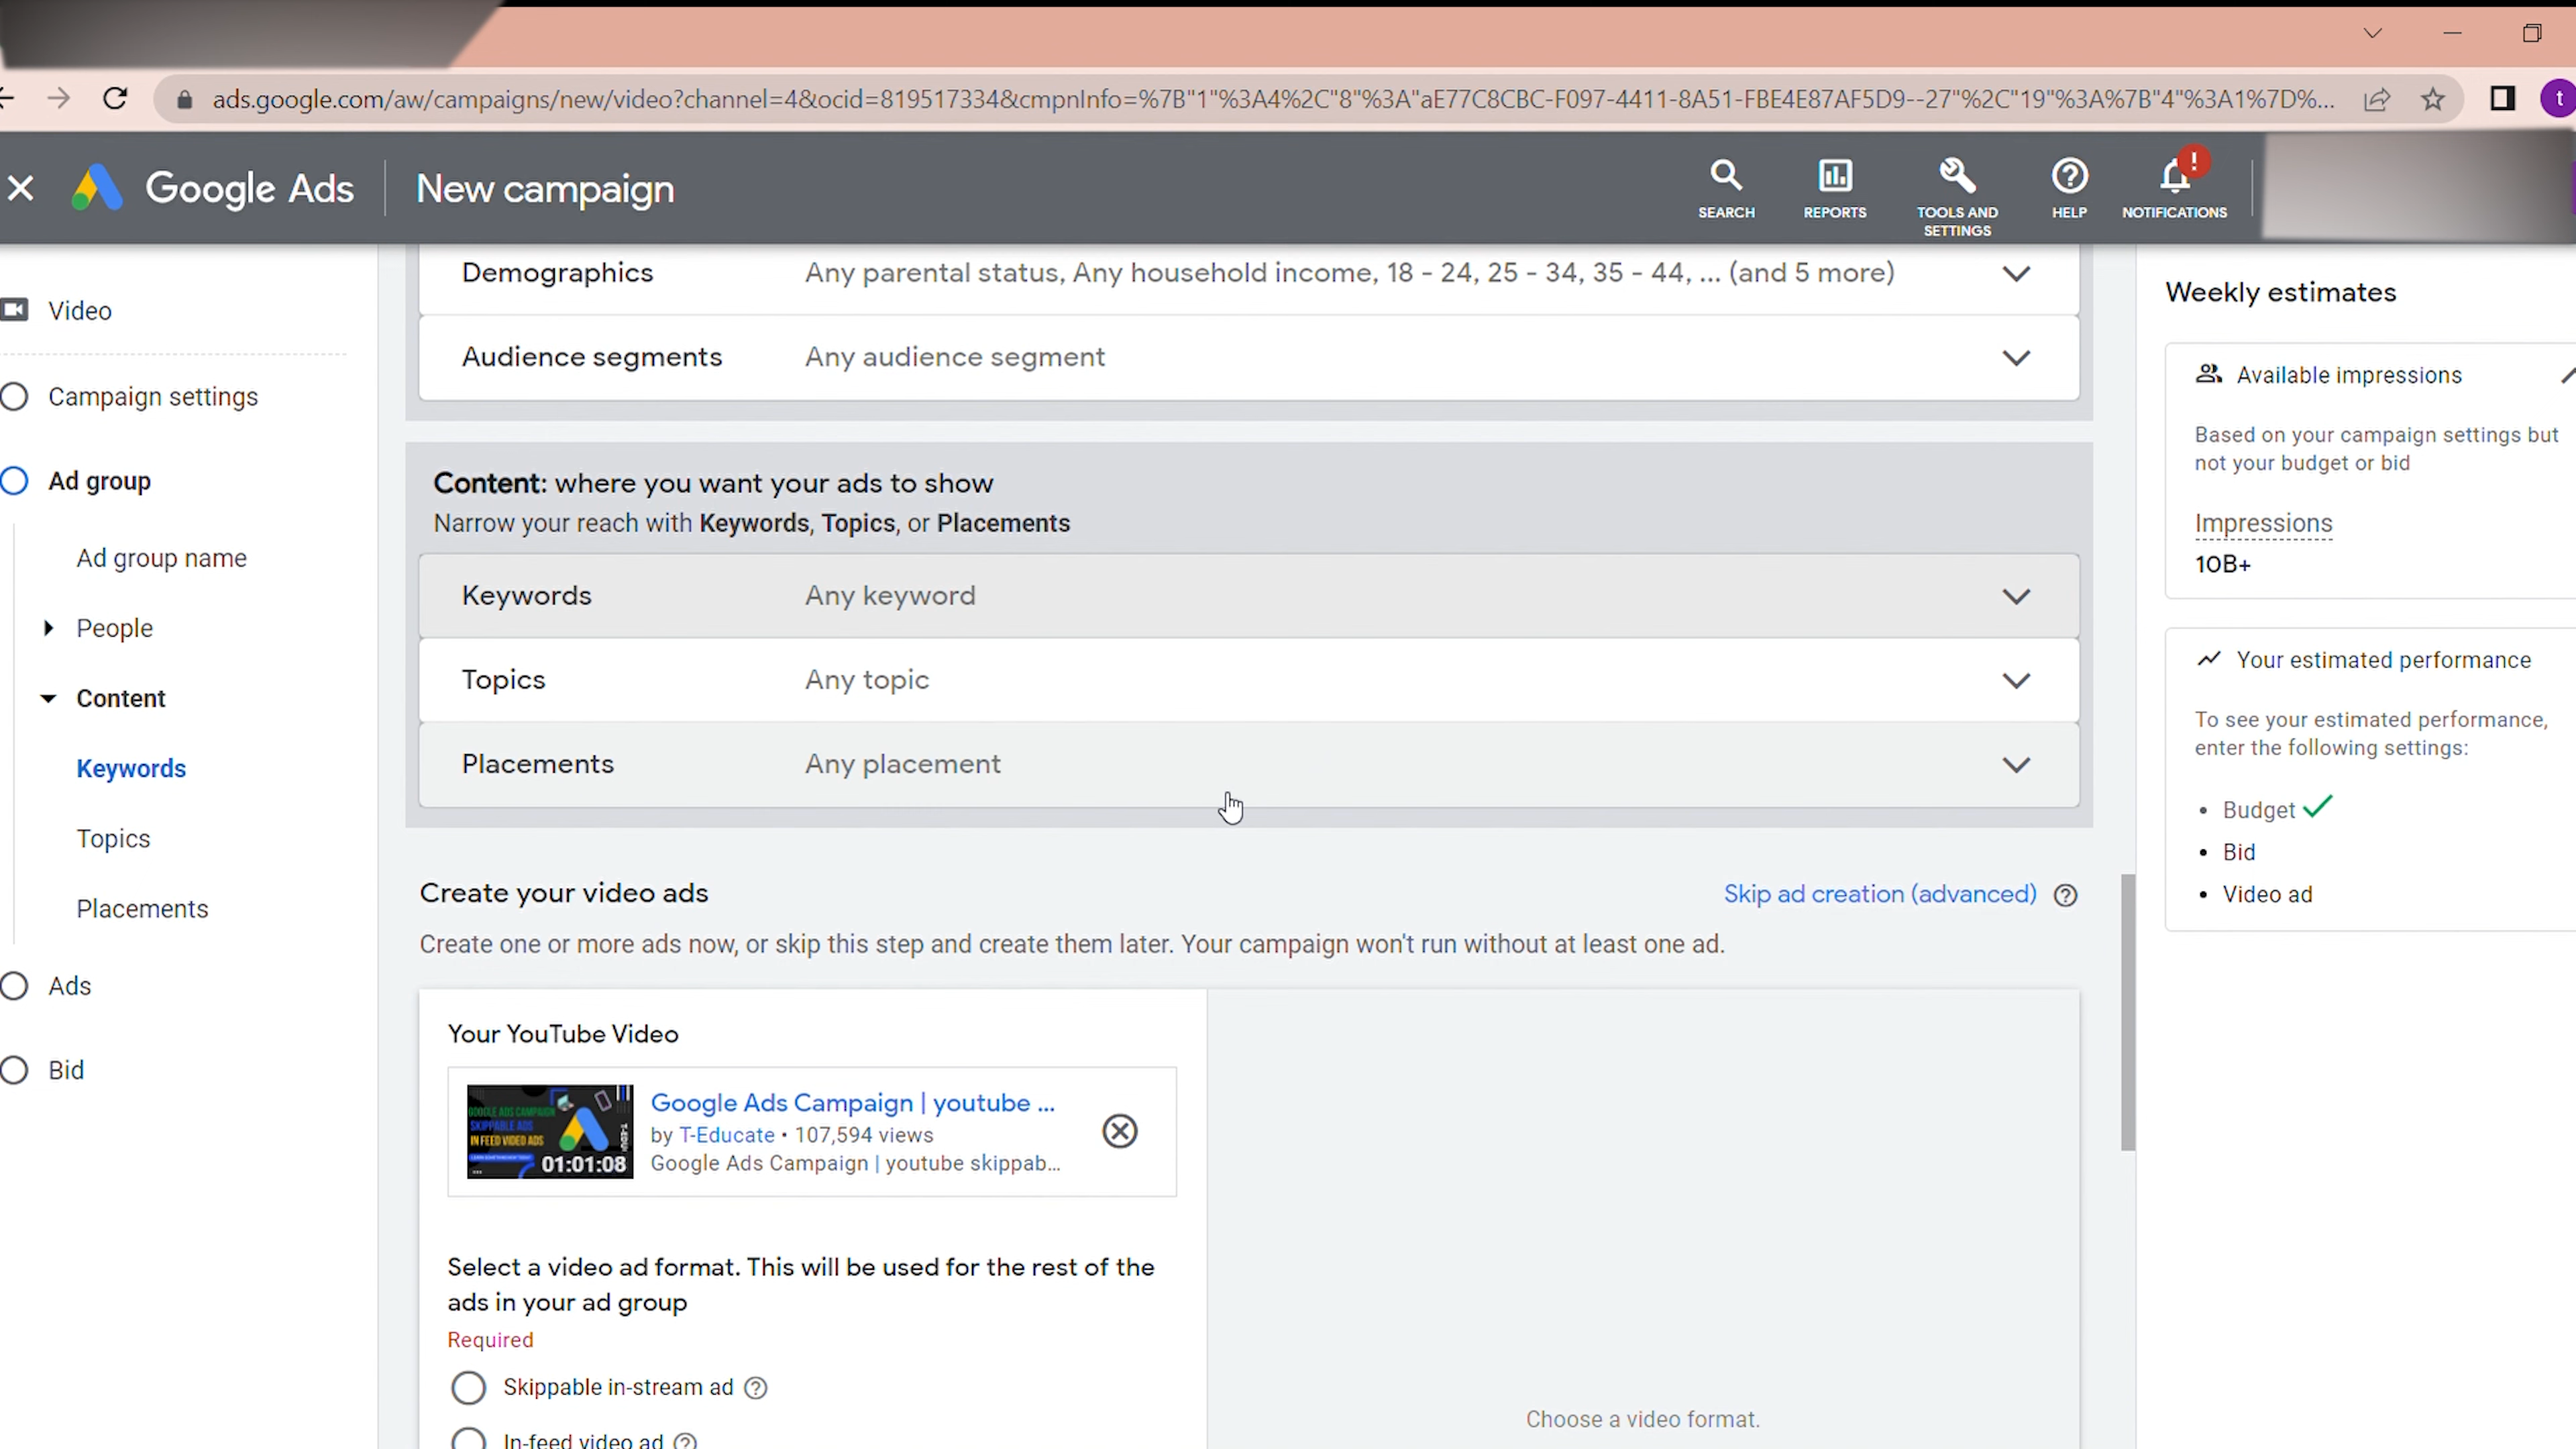 ads.google.com/aw/campaigns/new/video?channel=4&ocid=819517334&cmpnInfo=%7B"1"%3A4%2C"8"%3A"aE77C8CBC-F097-4411-8A51-FBE4E87AF5D9--27"%2C"19"%3A%7B"4"%3A1%7D%...
t
Google Ads
New campaign
SEARCH
REPORTS
TOOLS AND
SETTINGS
HELP
!
NOTIFICATIONS
Video
Campaign settings
Ad group
Ad group name
People
Content
Keywords
Topics
Placements
Ads
Bid
Demographics
Any parental status, Any household income, 18 - 24, 25 - 34, 35 - 44, ... (and 5 more)
Audience segments
Any audience segment
Content: where you want your ads to show
Narrow your reach with Keywords, Topics, or Placements
Keywords
Any keyword
Topics
Any topic
Placements
Any placement
Create your video ads
Skip ad creation (advanced)
Create one or more ads now, or skip this step and create them later. Your campaign won't run without at least one ad.
Your YouTube Video
GOOGLE ADS CAMPAIGN
SKIPPABLE ADS
IN FEED VIDEO ADS
01:01:08
Google Ads Campaign | youtube ...
by T-Educate • 107,594 views
Google Ads Campaign | youtube skippab...
Select a video ad format. This will be used for the rest of the
ads in your ad group
Required
Skippable in-stream ad
In-feed video ad
Choose a video format.
Weekly estimates
Available impressions
Based on your campaign settings but
not your budget or bid
Impressions
10B+
Your estimated performance
To see your estimated performance,
enter the following settings:
• Budget
• Bid
• Video ad